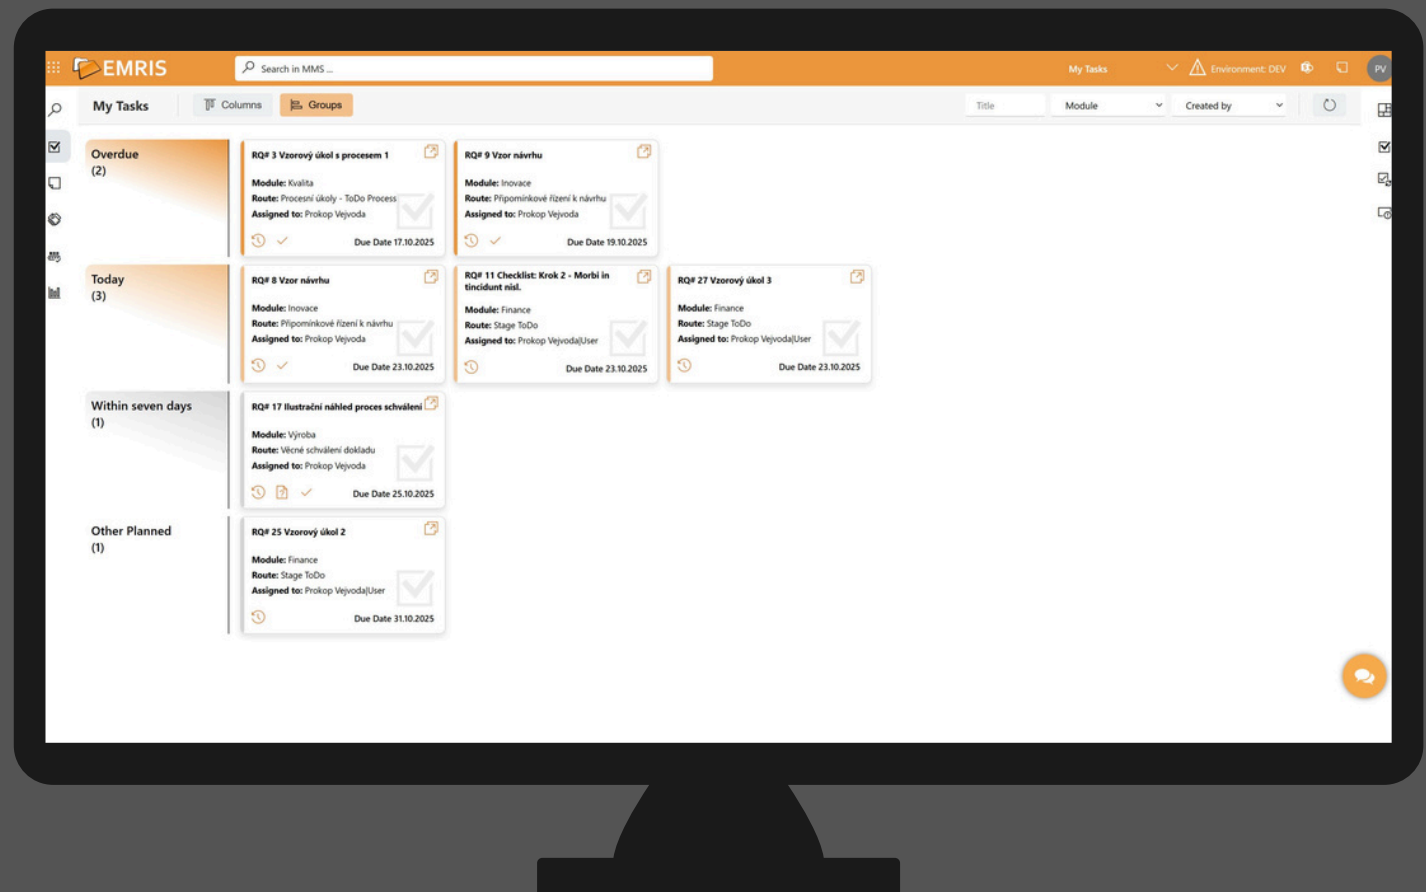 EMRIS
Search in MMS ...
My Tasks
Environment: DEV
PV
My Tasks
Columns
Groups
Title
Module
Created by
Overdue
(2)
RQ# 3 Vzorový úkol s procesem 1
Module: Kvalita
Route: Procesní úkoly - ToDo Process
Assigned to: Prokop Vejvoda
Due Date 17.10.2025
RQ# 9 Vzor návrhu
Module: Inovace
Route: Připomínkové řízení k návrhu
Assigned to: Prokop Vejvoda
Due Date 19.10.2025
Today
(3)
RQ# 8 Vzor návrhu
Module: Inovace
Route: Připomínkové řízení k návrhu
Assigned to: Prokop Vejvoda
Due Date 23.10.2025
RQ# 11 Checklist: Krok 2 - Morbi in
tincidunt nisl.
Module: Finance
Route: Stage ToDo
Assigned to: Prokop Vejvoda|User
Due Date 23.10.2025
RQ# 27 Vzorový úkol 3
Module: Finance
Route: Stage ToDo
Assigned to: Prokop Vejvoda|User
Due Date 23.10.2025
Within seven days
(1)
RQ# 17 Ilustrační náhled proces schválení
Module: Výroba
Route: Věcné schválení dokladu
Assigned to: Prokop Vejvoda
Due Date 25.10.2025
Other Planned
(1)
RQ# 25 Vzorový úkol 2
Module: Finance
Route: Stage ToDo
Assigned to: Prokop Vejvoda|User
Due Date 31.10.2025